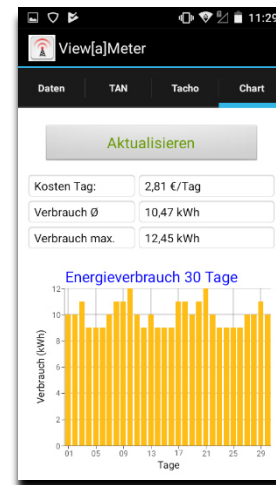 11:29
View[a]Meter
Daten TAN Tacho Chart
Aktualisieren
Kosten Tag: 2,81 €/Tag
Verbrauch Ø 10,47 kWh
Verbrauch max. 12,45 kWh
Energieverbrauch 30 Tage
Verbrauch (kWh)
12
10
8
6
4
2
0
01 05 09 13 17 21 25 29
Tage